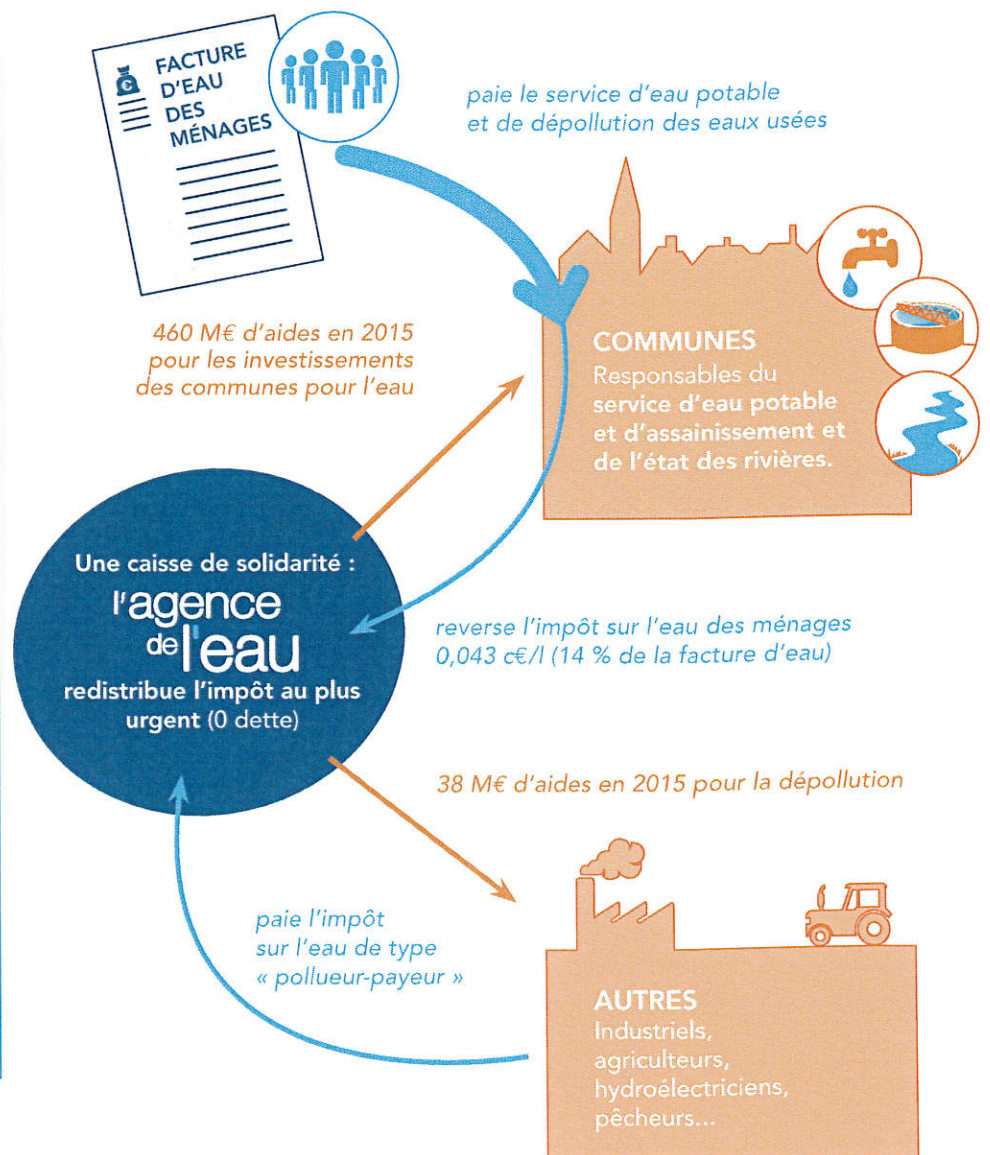 FACTURE
D'EAU
DES
MÉNAGES
paie le service d'eau potable
et de dépollution des eaux usées
460 M€ d'aides en 2015
pour les investissements
des communes pour l'eau
COMMUNES
Responsables du
service d'eau potable
et d'assainissement et
de l'état des rivières.
Une caisse de solidarité :
l'agence
de l'eau
redistribue l'impôt au plus
urgent (0 dette)
reverse l'impôt sur l'eau des ménages
0,043 c€/l (14 % de la facture d'eau)
38 M€ d'aides en 2015 pour la dépollution
paie l'impôt
sur l'eau de type
« pollueur-payeur »
AUTRES
Industriels,
agriculteurs,
hydroélectriciens,
pêcheurs...